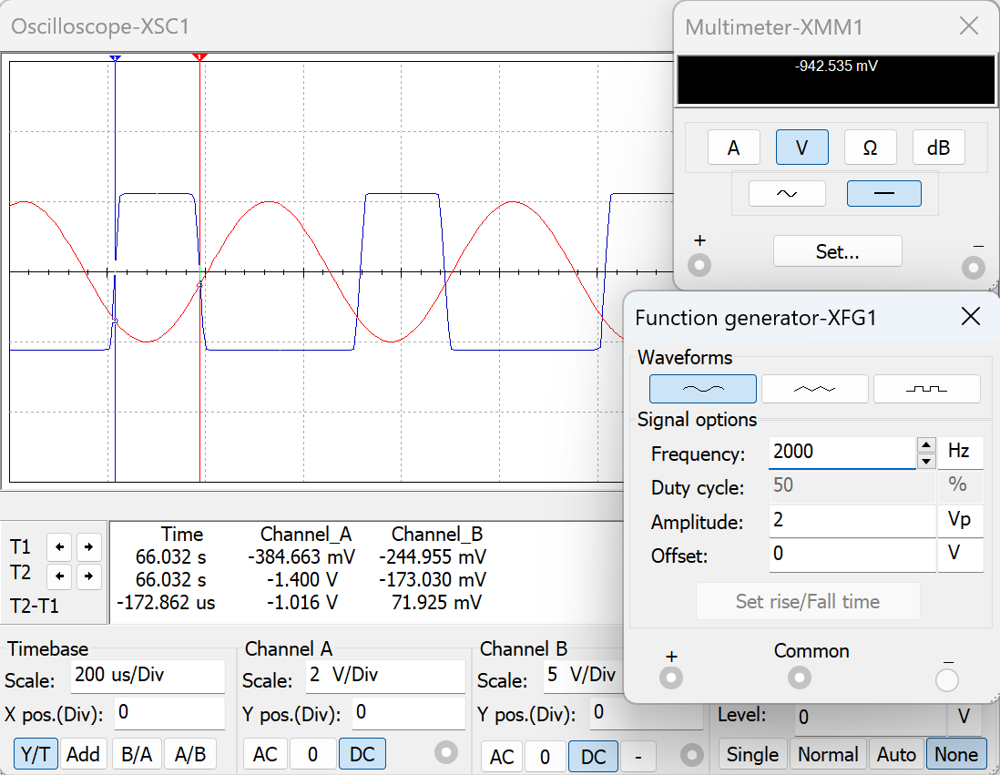 Oscilloscope-XSC1
Multimeter-XMM1
-942.535 mV
A V Ω dB
+ Set... –
Function generator-XFG1
Waveforms
Signal options
Frequency: 2000 Hz
Duty cycle: 50 %
Amplitude: 2 Vp
Offset: 0 V
Set rise/Fall time
+ Common –
Time Channel_A Channel_B
T1 66.032 s -384.663 mV -244.955 mV
T2 66.032 s -1.400 V -173.030 mV
T2-T1 -172.862 us -1.016 V 71.925 mV
Timebase
Scale: 200 us/Div
X pos.(Div): 0
Y/T Add B/A A/B
Channel A
Scale: 2 V/Div
Y pos.(Div): 0
AC 0 DC
Channel B
Scale: 5 V/Div
Y pos.(Div): 0
AC 0 DC -
Level: 0 V
Single Normal Auto None